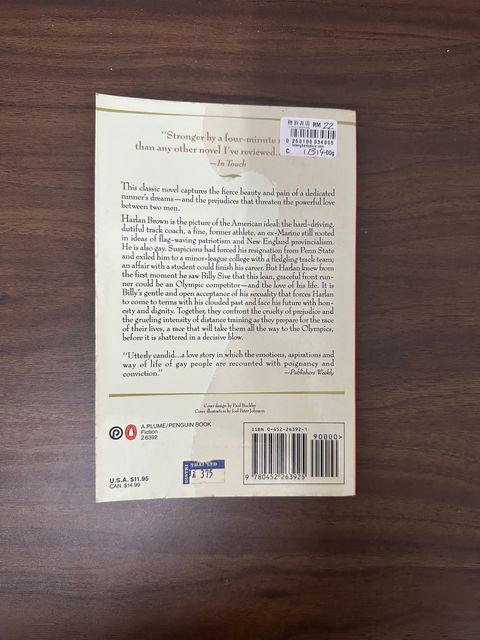 RM 22
0 250100 034005
C:
"Stronger by a four-minute
than any other novel I've reviewed..
—In Touch
This classic novel captures the fierce beauty and pain of a dedicated
runner's dreams—and the prejudices that threaten the powerful love
between two men.
Harlan Brown is the picture of the American ideal: the hard-driving,
dutiful track coach, a fine, former athlete, an ex-Marine still rooted
in ideas of flag-waving patriotism and New England provincialism.
He is also gay. Suspicions had forced his resignation from Penn State
and exiled him to a minor-league college with a fledgling track team;
an affair with a student could finish his career. But Harlan knew from
the first moment he saw Billy Sive that this lean, graceful front run-
ner could be an Olympic competitor—and the love of his life. It is
Billy's gentle and open acceptance of his sexuality that forces Harlan
to come to terms with his clouded past and face his future with hon-
esty and dignity. Together, they confront the cruelty of prejudice and
the grueling intensity of distance training as they prepare for the race
of their lives, a race that will take them all the way to the Olympics,
before it is shattered in a decisive blow.
"Utterly candid...a love story in which the emotions, aspirations and
way of life of gay people are recounted with poignancy and
conviction." —Publishers Weekly
Cover design by Paul Buckley
Cover illustration by Joel Peter Johnson
A PLUME/PENGUIN BOOK
Fiction
Z6392
U.S.A. $11.95
CAN. $14.99
THAI LTD
375
ISBN 0-452-26392-1
90000>
9 780452 263925